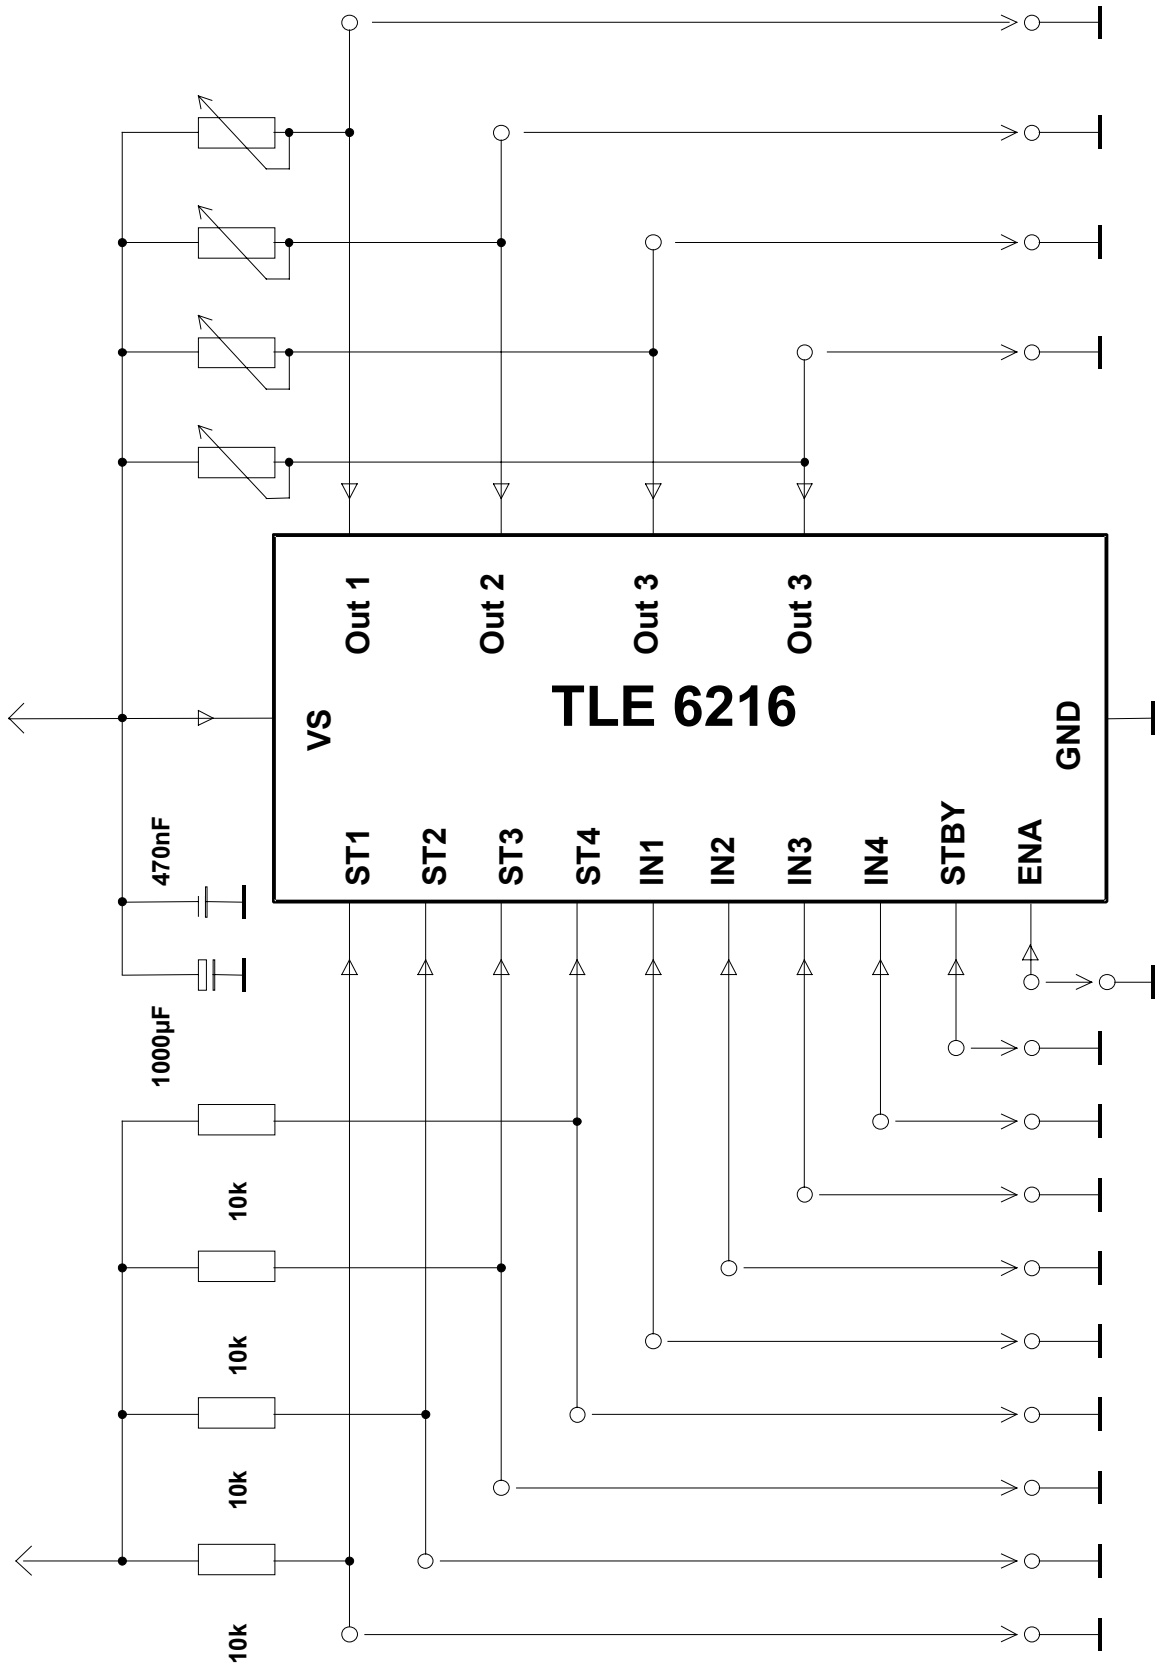 Out 1
Out 2
Out 3
Out 3
TLE 6216
VS
GND
470nF
1000µF
ST1
ST2
ST3
ST4
IN1
IN2
IN3
IN4
STBY
ENA
10k
10k
10k
10k